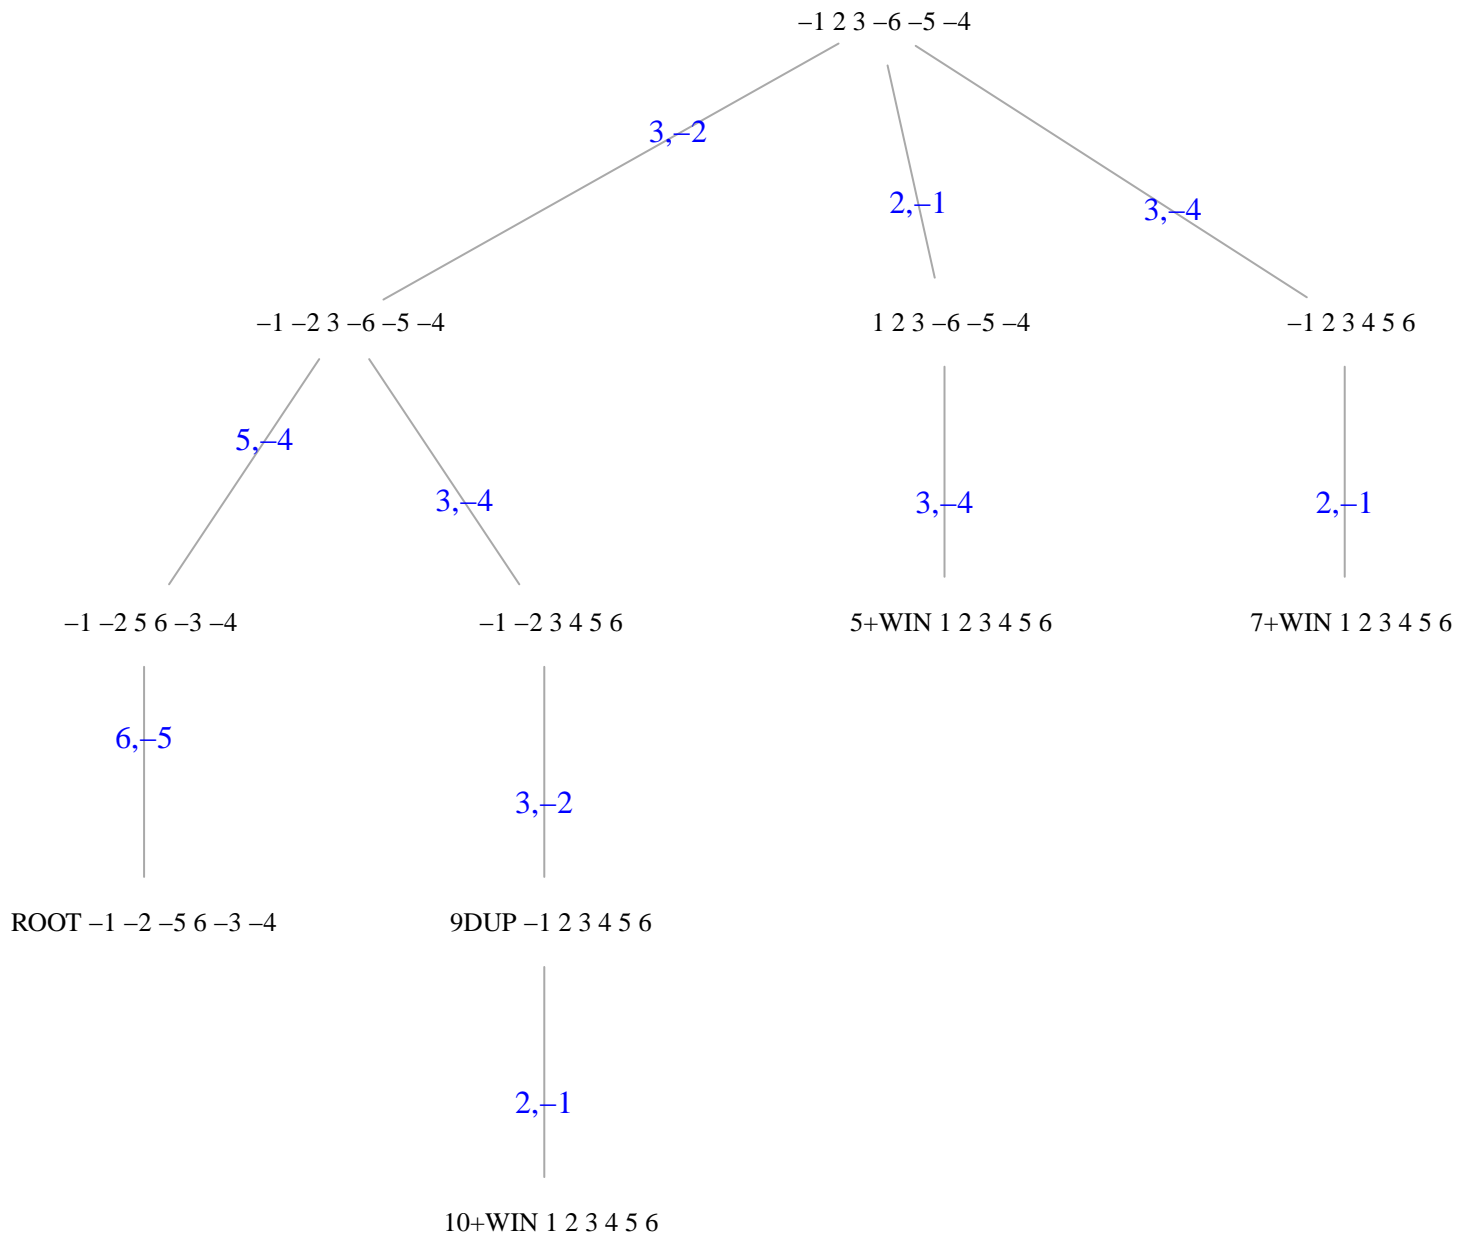 –1 2 3 –6 –5 –4
3,–2
2,–1
3,–4
–1 –2 3 –6 –5 –4
1 2 3 –6 –5 –4
–1 2 3 4 5 6
5,–4
3,–4
3,–4
2,–1
–1 –2 5 6 –3 –4
–1 –2 3 4 5 6
5+WIN 1 2 3 4 5 6
7+WIN 1 2 3 4 5 6
6,–5
3,–2
ROOT –1 –2 –5 6 –3 –4
9DUP –1 2 3 4 5 6
2,–1
10+WIN 1 2 3 4 5 6